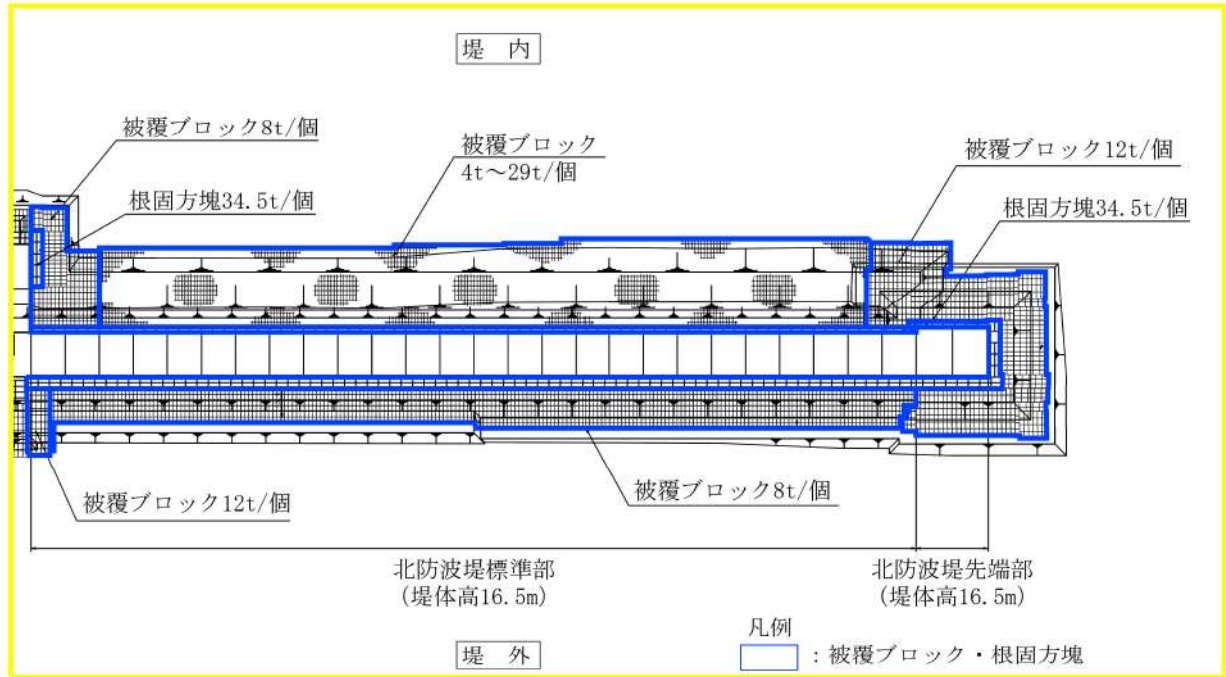 堤 内
被覆ブロック8t/個
被覆ブロック
4t～29t/個
被覆ブロック12t/個
根固方塊34.5t/個
根固方塊34.5t/個
被覆ブロック12t/個
被覆ブロック8t/個
北防波堤標準部
(堤体高16.5m)
北防波堤先端部
(堤体高16.5m)
堤 外
凡例
：被覆ブロック・根固方塊